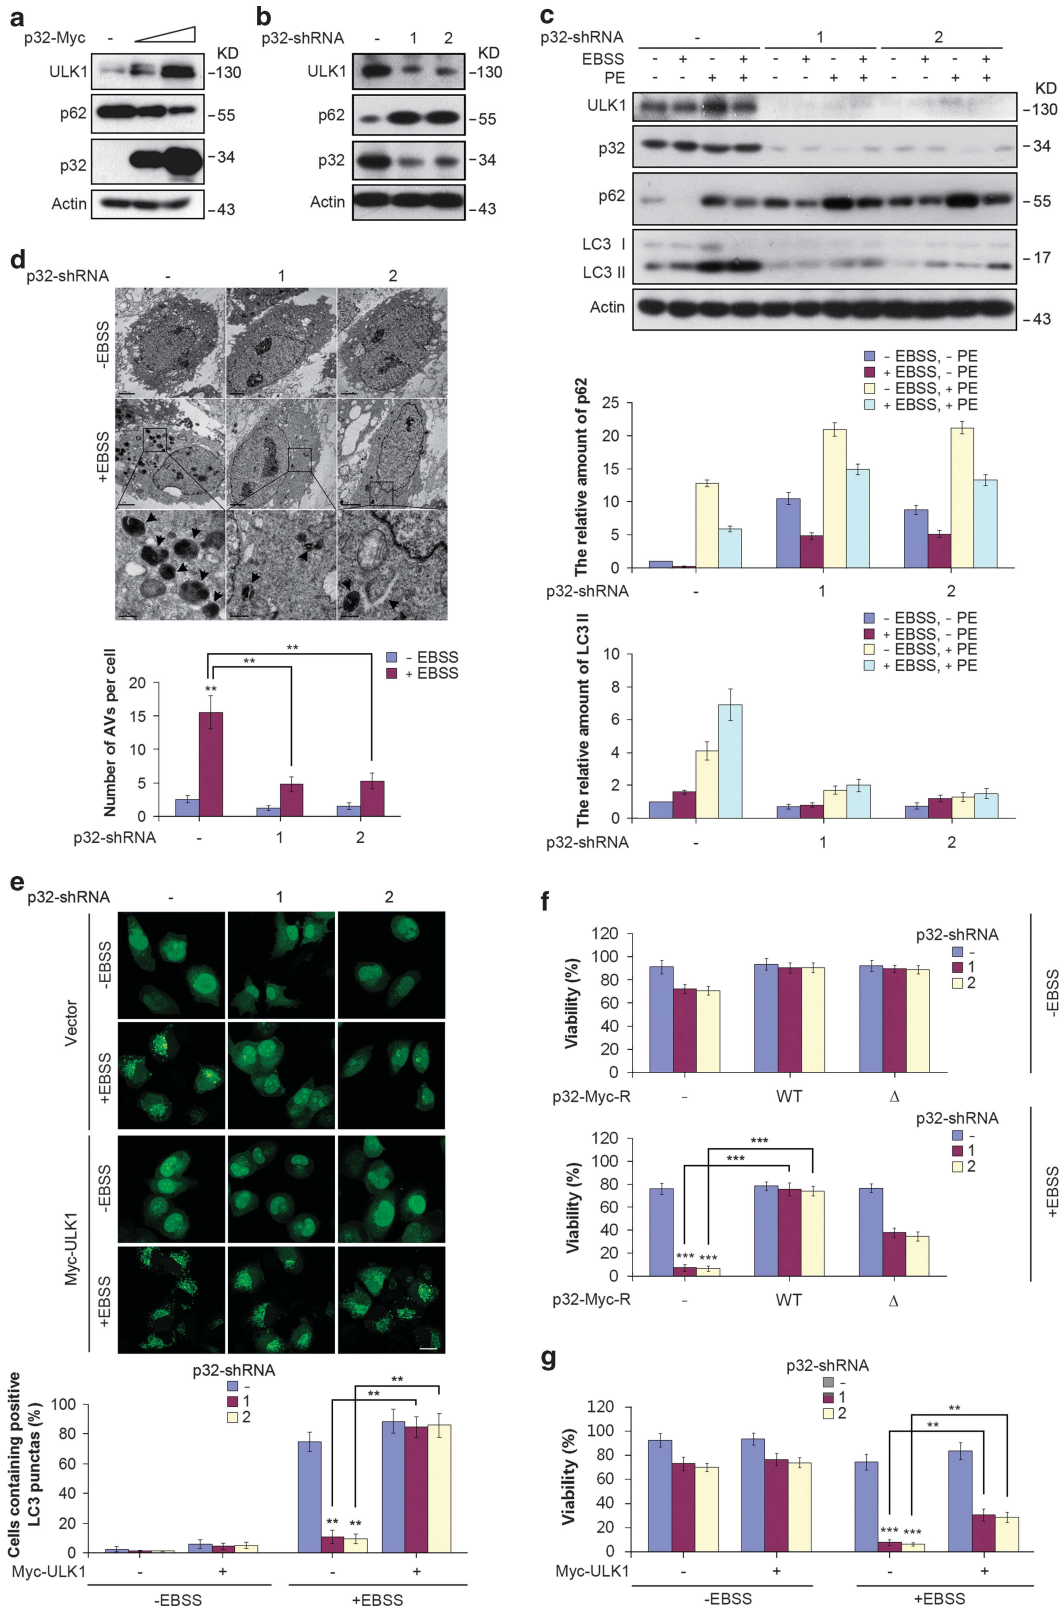 a
p32-Myc -
KD
ULK1 –130
p62 –55
p32 –34
Actin –43
b
p32-shRNA - 1 2
KD
ULK1 –130
p62 –55
p32 –34
Actin –43
c
p32-shRNA - 1 2
EBSS - + - + - + - + - + - +
PE - - + + - - + + - - + +
KD
ULK1 –130
p32 –34
p62 –55
LC3 I
–17
LC3 II
Actin –43
- EBSS, - PE
+ EBSS, - PE
- EBSS, + PE
+ EBSS, + PE
The relative amount of p62
25
20
15
10
5
0
p32-shRNA - 1 2
- EBSS, - PE
+ EBSS, - PE
- EBSS, + PE
+ EBSS, + PE
The relative amount of LC3 II
10
8
6
4
2
0
p32-shRNA - 1 2
d
p32-shRNA - 1 2
-EBSS
+EBSS
- EBSS
+ EBSS
Number of AVs per cell
20
15
10
5
0
**
**
**
p32-shRNA - 1 2
e
p32-shRNA - 1 2
Vector
-EBSS
+EBSS
Myc-ULK1
-EBSS
+EBSS
p32-shRNA
-
1
2
Cells containing positive
LC3 punctas (%)
100
80
60
40
20
0
**
**
** **
Myc-ULK1 - + - +
-EBSS +EBSS
f
p32-shRNA
-
1
2
Viability (%)
120
100
80
60
40
20
0
p32-Myc-R - WT Δ
-EBSS
p32-shRNA
-
1
2
Viability (%)
120
100
80
60
40
20
0
***
***
*** ***
p32-Myc-R - WT Δ
+EBSS
g
p32-shRNA
-
1
2
Viability (%)
120
100
80
60
40
20
0
**
**
*** ***
Myc-ULK1 - + - +
-EBSS +EBSS